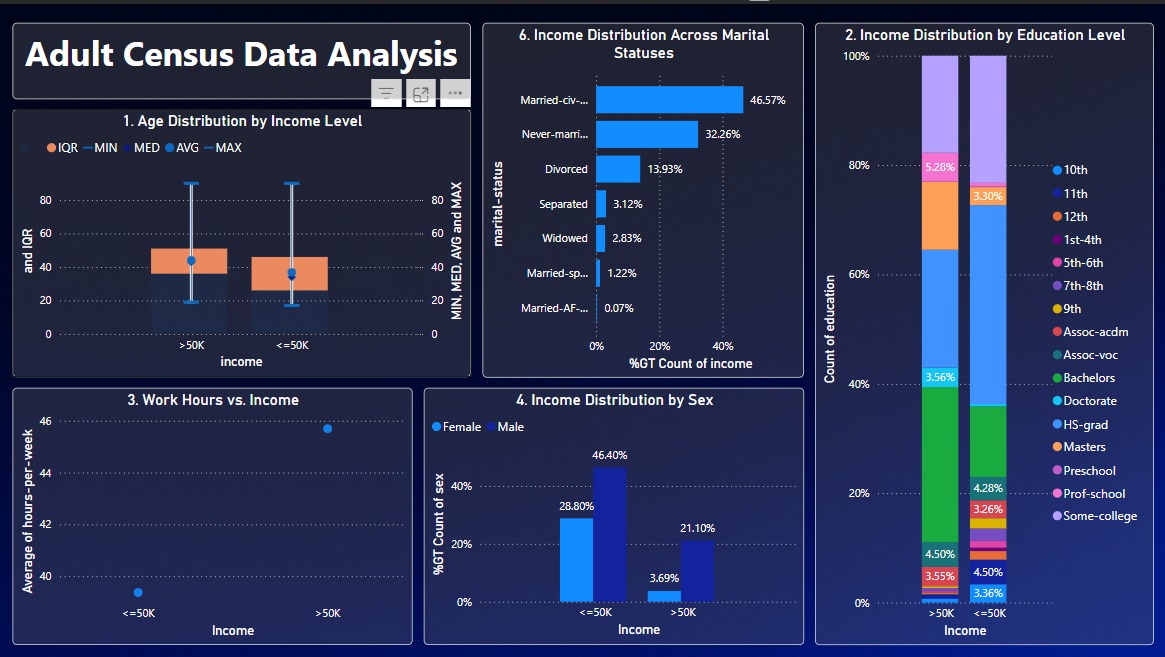 Adult Census Data Analysis
1. Age Distribution by Income Level
IQR MIN MED AVG MAX
and IQR
80
60
40
20
0
80
60
40
20
0
MIN, MED, AVG and MAX
>50K
<=50K
income
6. Income Distribution Across Marital
Statuses
marital-status
Married-civ-...
46.57%
Never-marri...
32.26%
Divorced
13.93%
Separated
3.12%
Widowed
2.83%
Married-sp...
1.22%
Married-AF-...
0.07%
0%
20%
40%
%GT Count of income
2. Income Distribution by Education Level
Count of education
100%
80%
60%
40%
20%
0%
5.28%
3.56%
4.50%
3.55%
3.30%
4.28%
3.26%
4.50%
3.36%
>50K
<=50K
Income
10th
11th
12th
1st-4th
5th-6th
7th-8th
9th
Assoc-acdm
Assoc-voc
Bachelors
Doctorate
HS-grad
Masters
Preschool
Prof-school
Some-college
3. Work Hours vs. Income
Average of hours-per-week
46
44
42
40
<=50K
>50K
Income
4. Income Distribution by Sex
Female Male
%GT Count of sex
40%
20%
0%
28.80%
46.40%
3.69%
21.10%
<=50K
>50K
Income